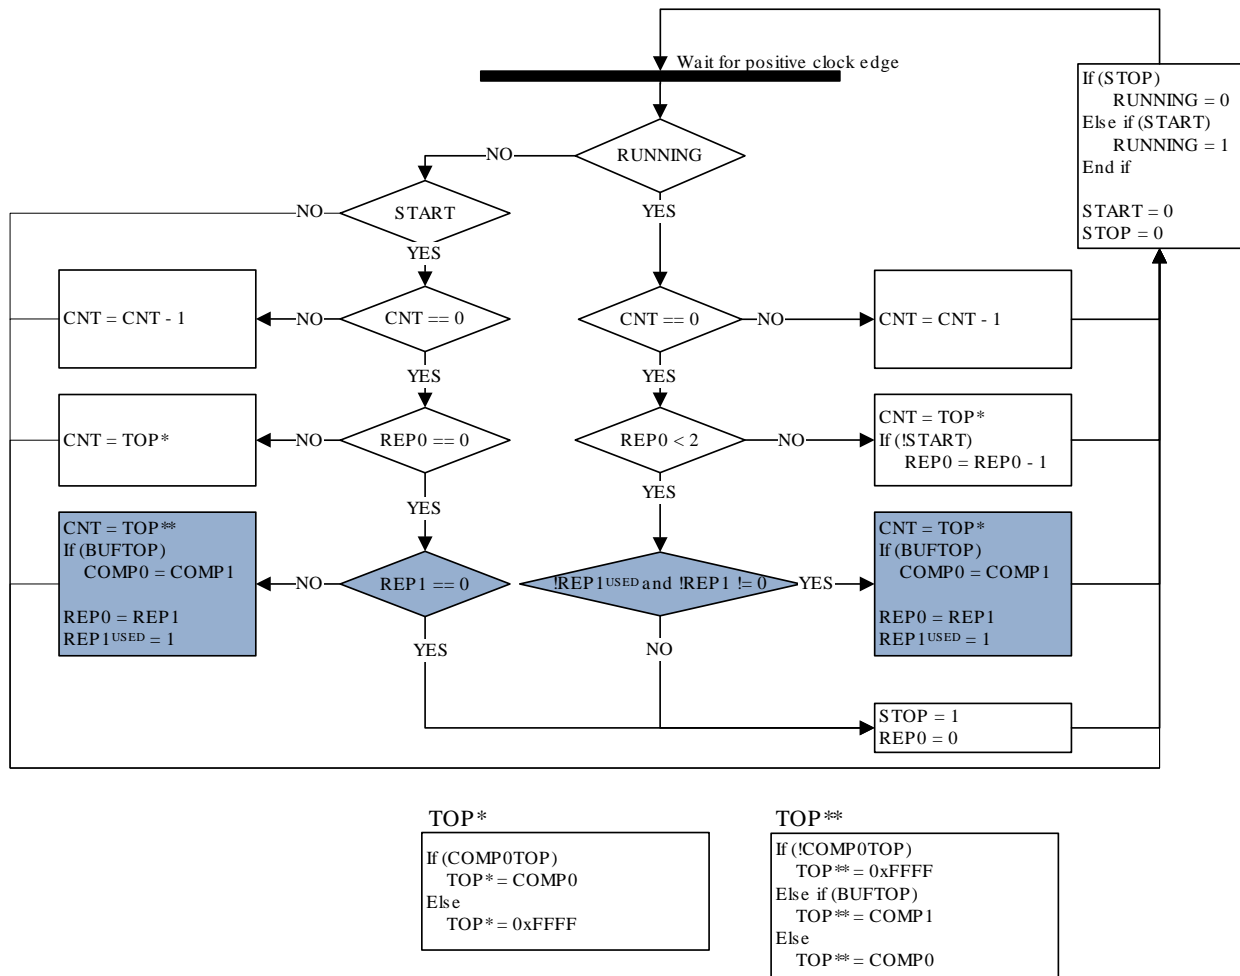 Wait for positive clock edge
If (STOP)
RUNNING = 0
Else if (START)
RUNNING = 1
End if
START = 0
STOP = 0
RUNNING
NO
YES
START
NO
YES
CNT = CNT - 1
NO
CNT == 0
YES
CNT == 0
NO
YES
CNT = CNT - 1
CNT = TOP*
NO
REP0 == 0
YES
REP0 < 2
NO
YES
CNT = TOP*
If (!START)
REP0 = REP0 - 1
CNT = TOP**
If (BUFTOP)
COMP0 = COMP1
REP0 = REP1
REP1USED = 1
NO
REP1 == 0
YES
!REP1USED and !REP1 != 0
YES
NO
CNT = TOP*
If (BUFTOP)
COMP0 = COMP1
REP0 = REP1
REP1USED = 1
STOP = 1
REP0 = 0
TOP*
If (COMP0TOP)
TOP* = COMP0
Else
TOP* = 0xFFFF
TOP**
If (!COMP0TOP)
TOP** = 0xFFFF
Else if (BUFTOP)
TOP** = COMP1
Else
TOP** = COMP0